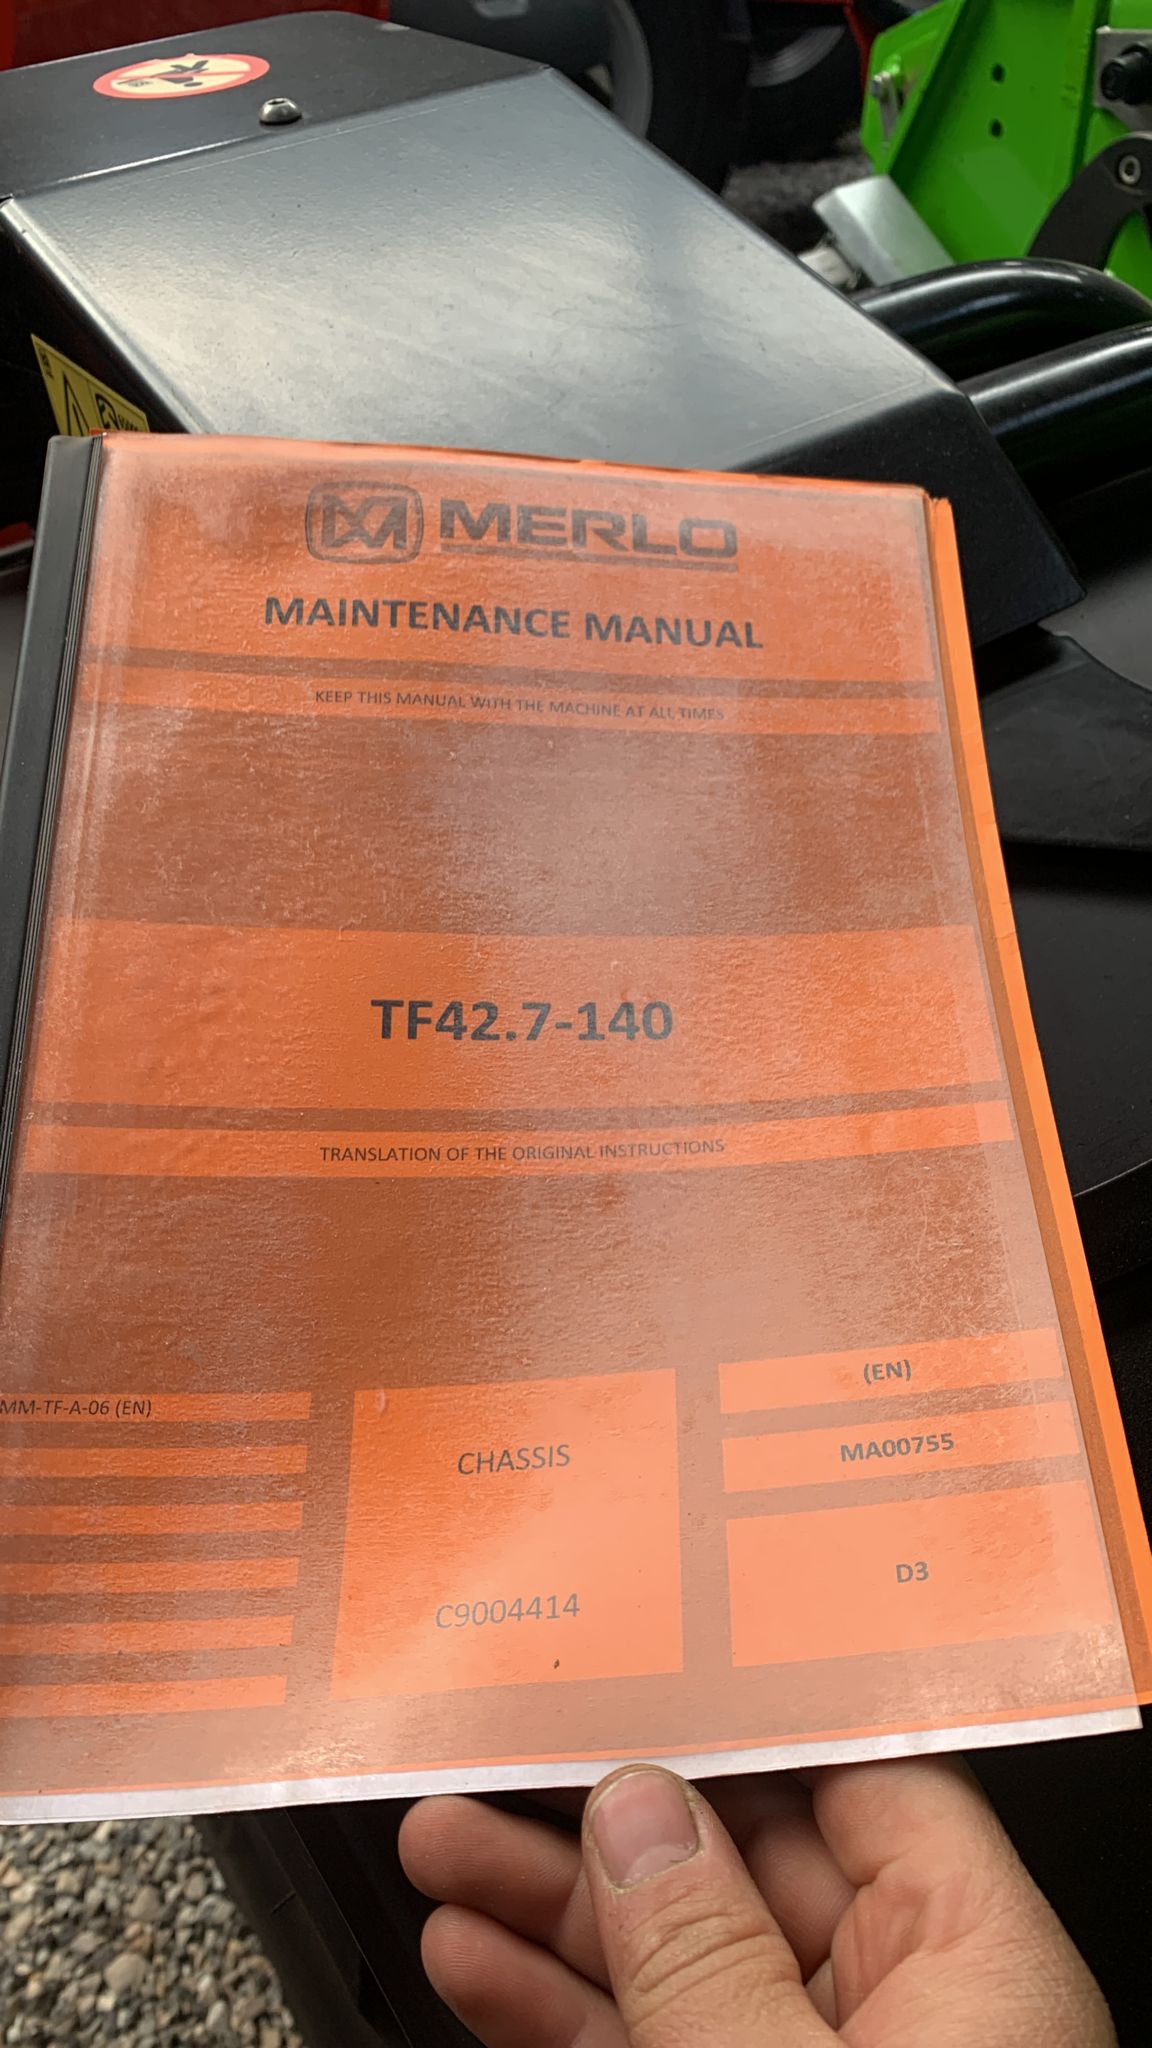 MERLO
MAINTENANCE MANUAL
KEEP THIS MANUAL WITH THE MACHINE AT ALL TIMES
TF42.7-140
TRANSLATION OF THE ORIGINAL INSTRUCTIONS
MM-TF-A-06 (EN)
CHASSIS
C9004414
(EN)
MA00755
D3